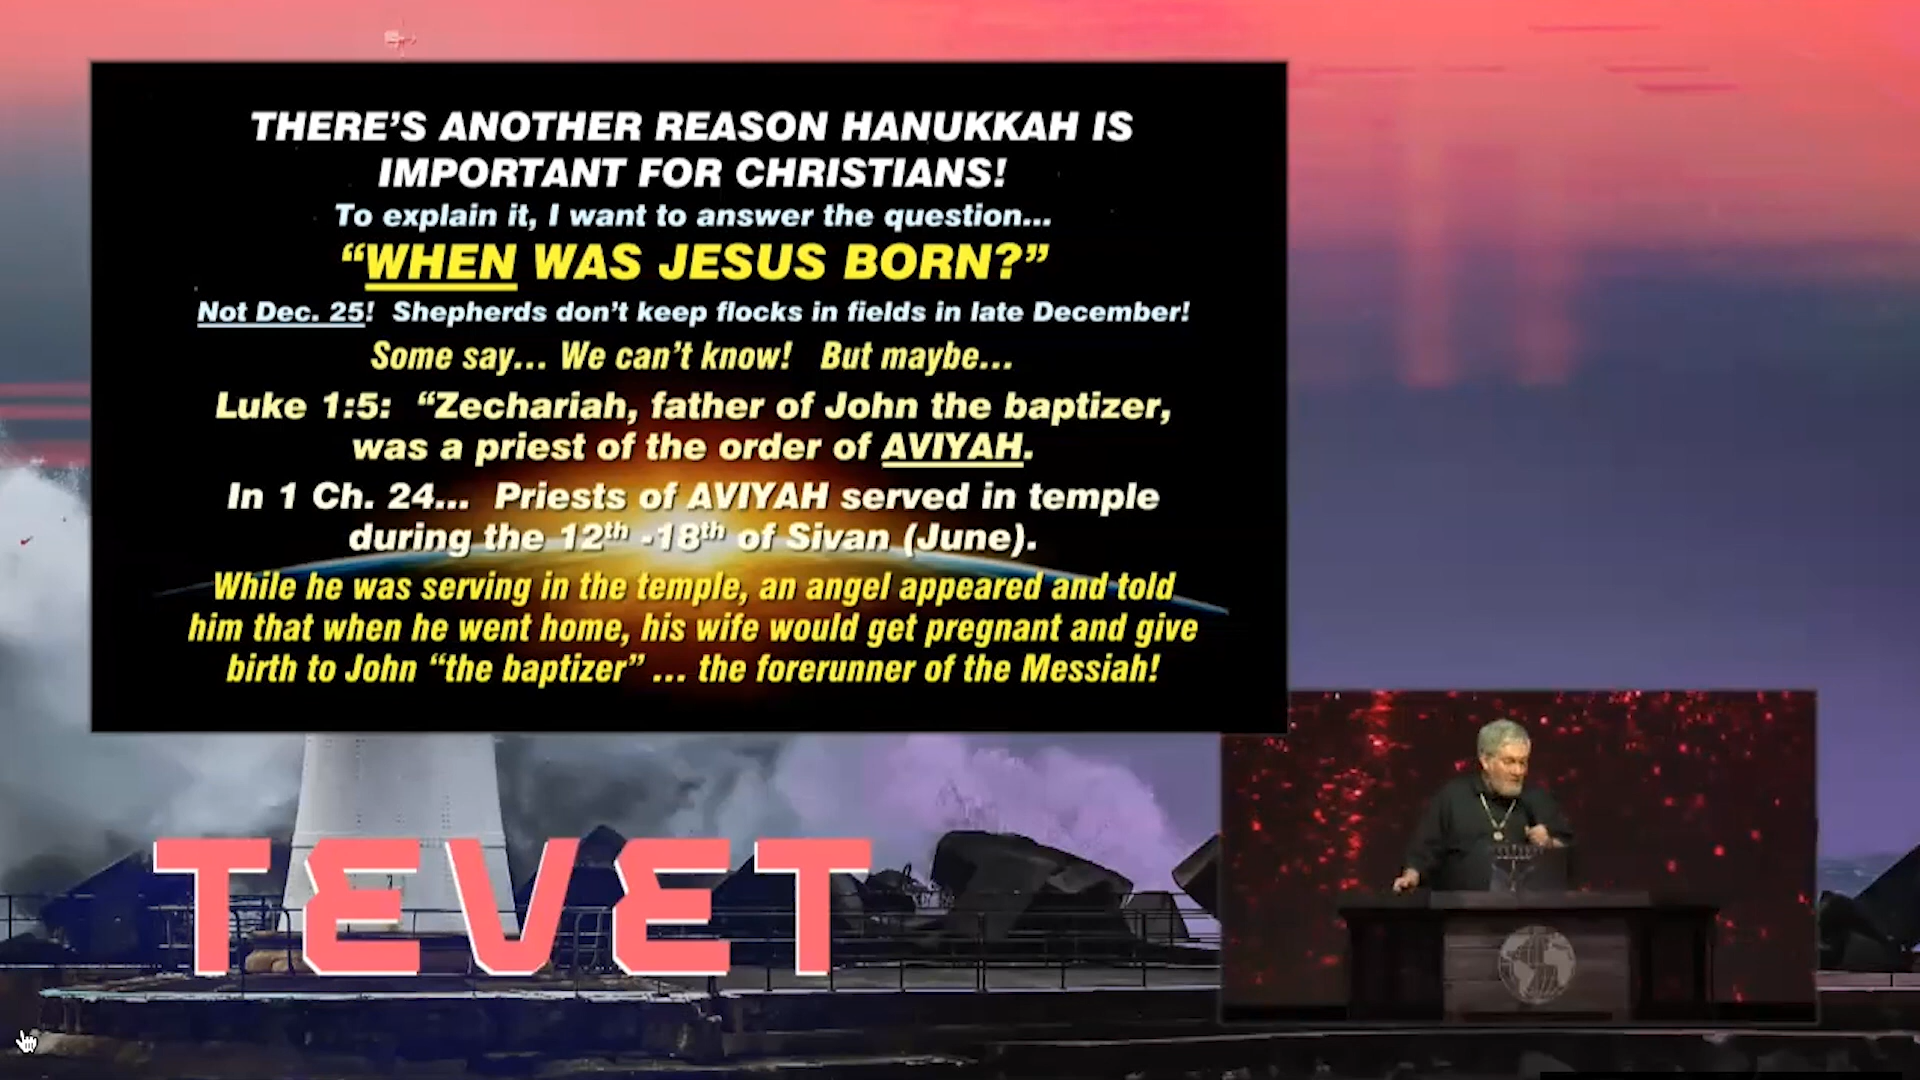 THERE'S ANOTHER REASON HANUKKAH IS
IMPORTANT FOR CHRISTIANS!
To explain it, I want to answer the question...
“WHEN WAS JESUS BORN?”
Not Dec. 25!  Shepherds don't keep flocks in fields in late December!
Some say... We can't know!  But maybe...
Luke 1:5:  “Zechariah, father of John the baptizer,
was a priest of the order of AVIYAH.
In 1 Ch. 24...  Priests of AVIYAH served in temple
during the 12th -18th of Sivan (June).
While he was serving in the temple, an angel appeared and told
him that when he went home, his wife would get pregnant and give
birth to John “the baptizer” ... the forerunner of the Messiah!
TEVET